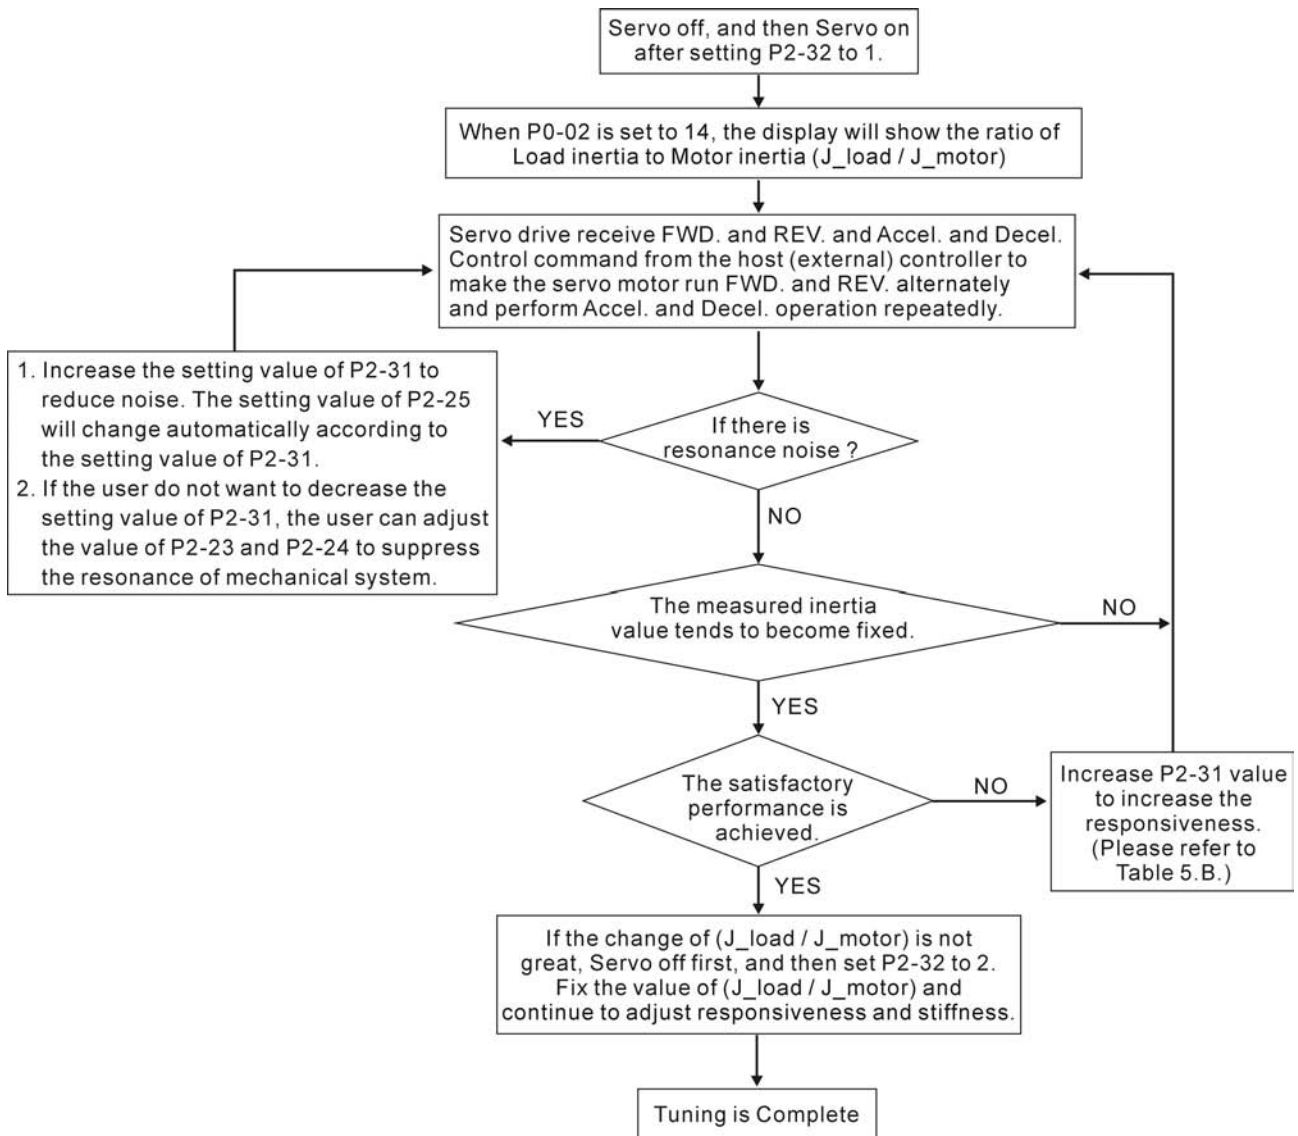 Servo off, and then Servo on
after setting P2-32 to 1.
When P0-02 is set to 14, the display will show the ratio of
Load inertia to Motor inertia (J_load / J_motor)
Servo drive receive FWD. and REV. and Accel. and Decel.
Control command from the host (external) controller to
make the servo motor run FWD. and REV. alternately
and perform Accel. and Decel. operation repeatedly.
1. Increase the setting value of P2-31 to
reduce noise. The setting value of P2-25
will change automatically according to
the setting value of P2-31.
2. If the user do not want to decrease the
setting value of P2-31, the user can adjust
the value of P2-23 and P2-24 to suppress
the resonance of mechanical system.
YES
If there is
resonance noise ?
NO
The measured inertia
value tends to become fixed.
NO
YES
The satisfactory
performance is
achieved.
NO
Increase P2-31 value
to increase the
responsiveness.
(Please refer to
Table 5.B.)
YES
If the change of (J_load / J_motor) is not
great, Servo off first, and then set P2-32 to 2.
Fix the value of (J_load / J_motor) and
continue to adjust responsiveness and stiffness.
Tuning is Complete